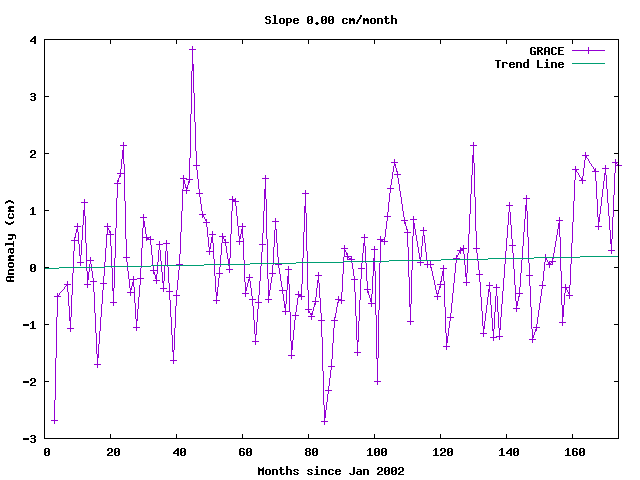 Slope 0.00 cm/month
GRACE
Trend Line
Anomaly (cm)
4
3
2
1
0
-1
-2
-3
0 20 40 60 80 100 120 140 160
Months since Jan 2002